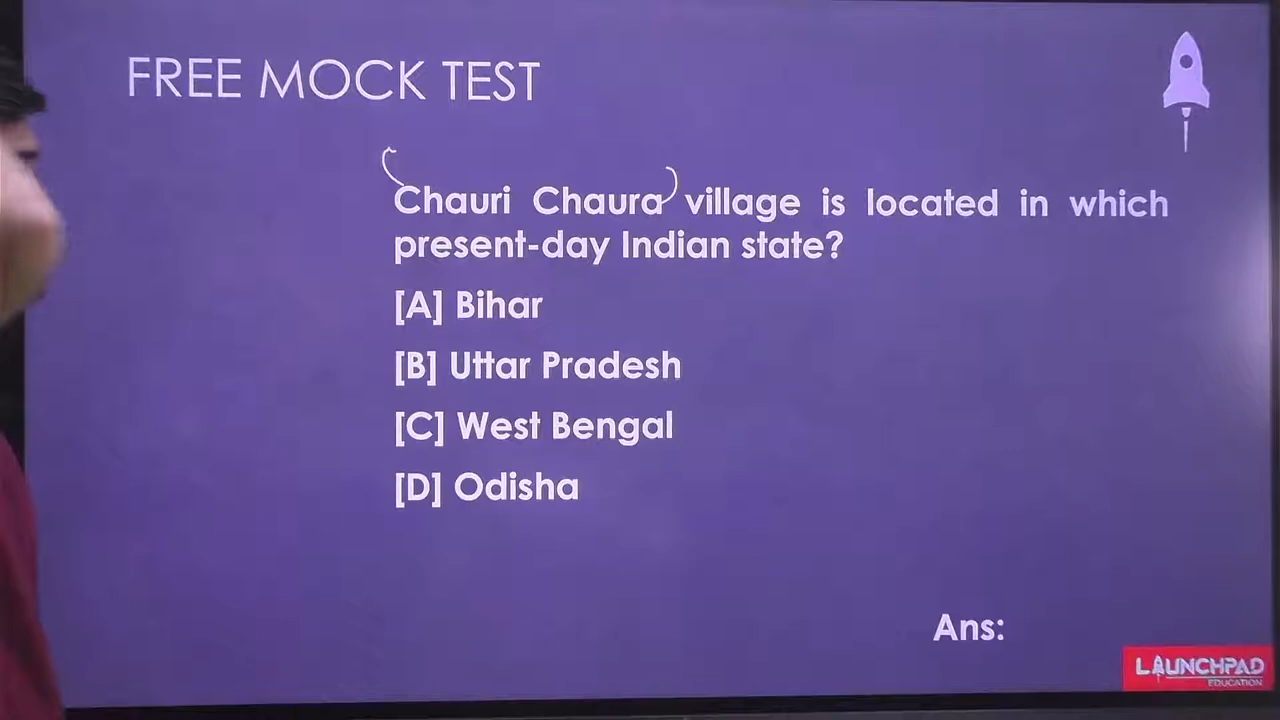 FREE MOCK TEST
Chauri Chaura village is located in which
present-day Indian state?
[A] Bihar
[B] Uttar Pradesh
[C] West Bengal
[D] Odisha
Ans:
LAUNCHPAD
EDUCATION